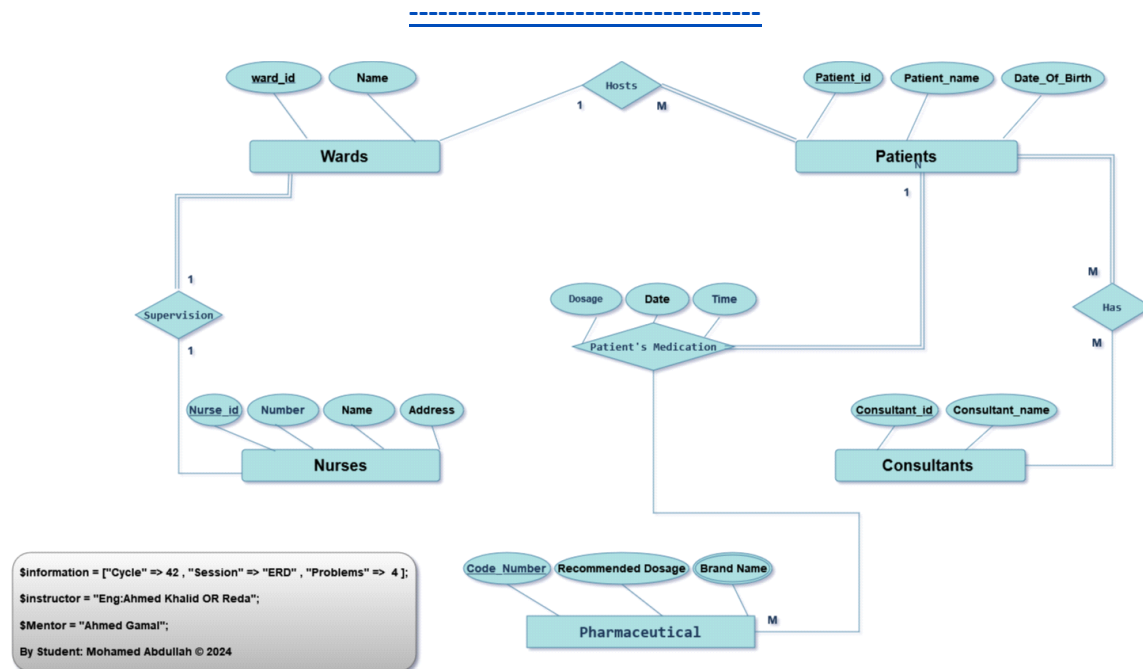 ward_id
Name
Hosts
1
M
Patient_id
Patient_name
Date_Of_Birth
Wards
Patients
N
1
1
M
Supervision
Dosage
Date
Time
Has
1
Patient's Medication
M
Nurse_id
Number
Name
Address
Consultant_id
Consultant_name
Nurses
Consultants
$information = ["Cycle" => 42 , "Session" => "ERD" , "Problems" =>  4 ];
$instructor = "Eng:Ahmed Khalid OR Reda";
$Mentor = "Ahmed Gamal";
By Student: Mohamed Abdullah © 2024
Code_Number
Recommended Dosage
Brand Name
M
Pharmaceutical